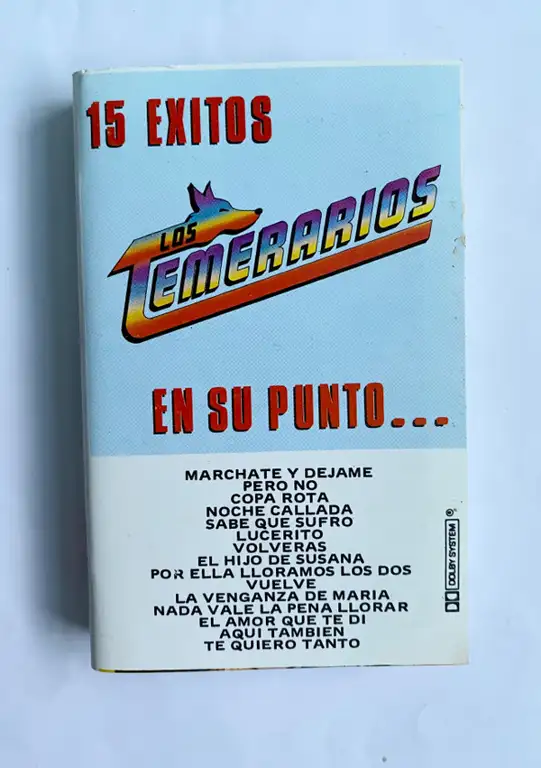 15 EXITOS
LOS
TEMERARIOS
EN SU PUNTO...
MARCHATE Y DEJAME
PERO NO
COPA ROTA
NOCHE CALLADA
SABE QUE SUFRO
LUCERITO
VOLVERAS
EL HIJO DE SUSANA
POR ELLA LLORAMOS LOS DOS
VUELVE
LA VENGANZA DE MARIA
NADA VALE LA PENA LLORAR
EL AMOR QUE TE DI
AQUI TAMBIEN
TE QUIERO TANTO
DOLBY SYSTEM ®